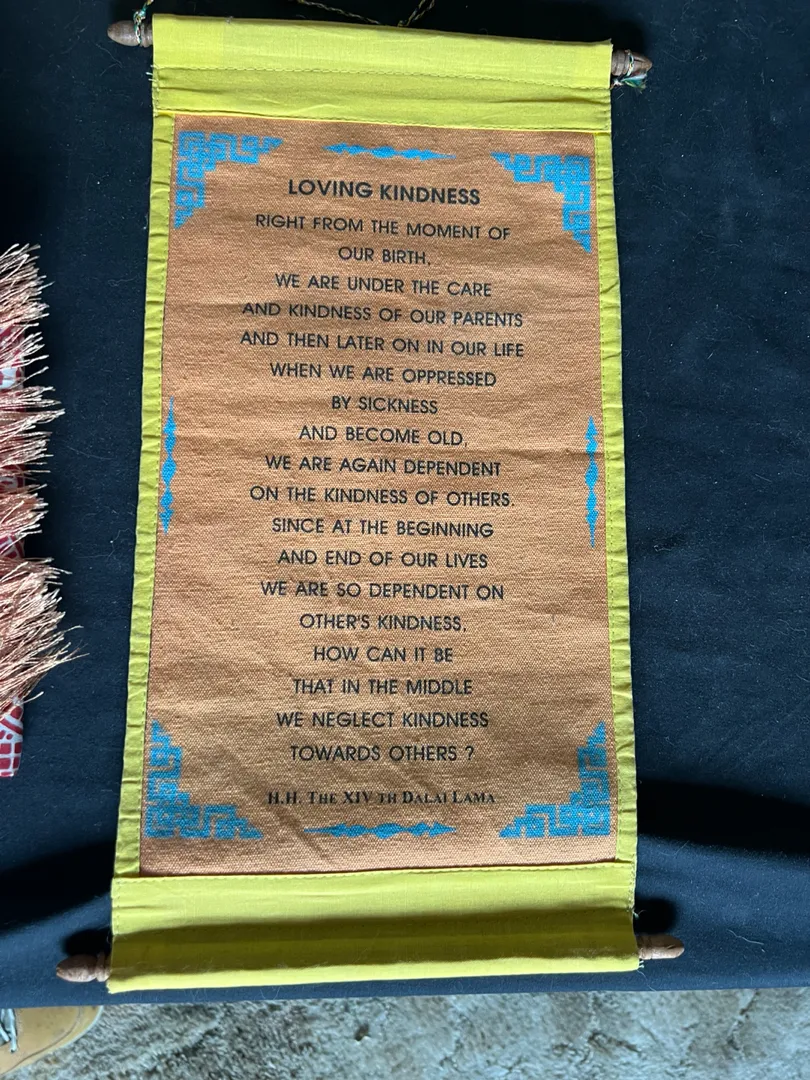 LOVING KINDNESS
RIGHT FROM THE MOMENT OF
OUR BIRTH,
WE ARE UNDER THE CARE
AND KINDNESS OF OUR PARENTS
AND THEN LATER ON IN OUR LIFE
WHEN WE ARE OPPRESSED
BY SICKNESS
AND BECOME OLD,
WE ARE AGAIN DEPENDENT
ON THE KINDNESS OF OTHERS.
SINCE AT THE BEGINNING
AND END OF OUR LIVES
WE ARE SO DEPENDENT ON
OTHER'S KINDNESS,
HOW CAN IT BE
THAT IN THE MIDDLE
WE NEGLECT KINDNESS
TOWARDS OTHERS ?
H.H. THE XIV TH DALAI LAMA